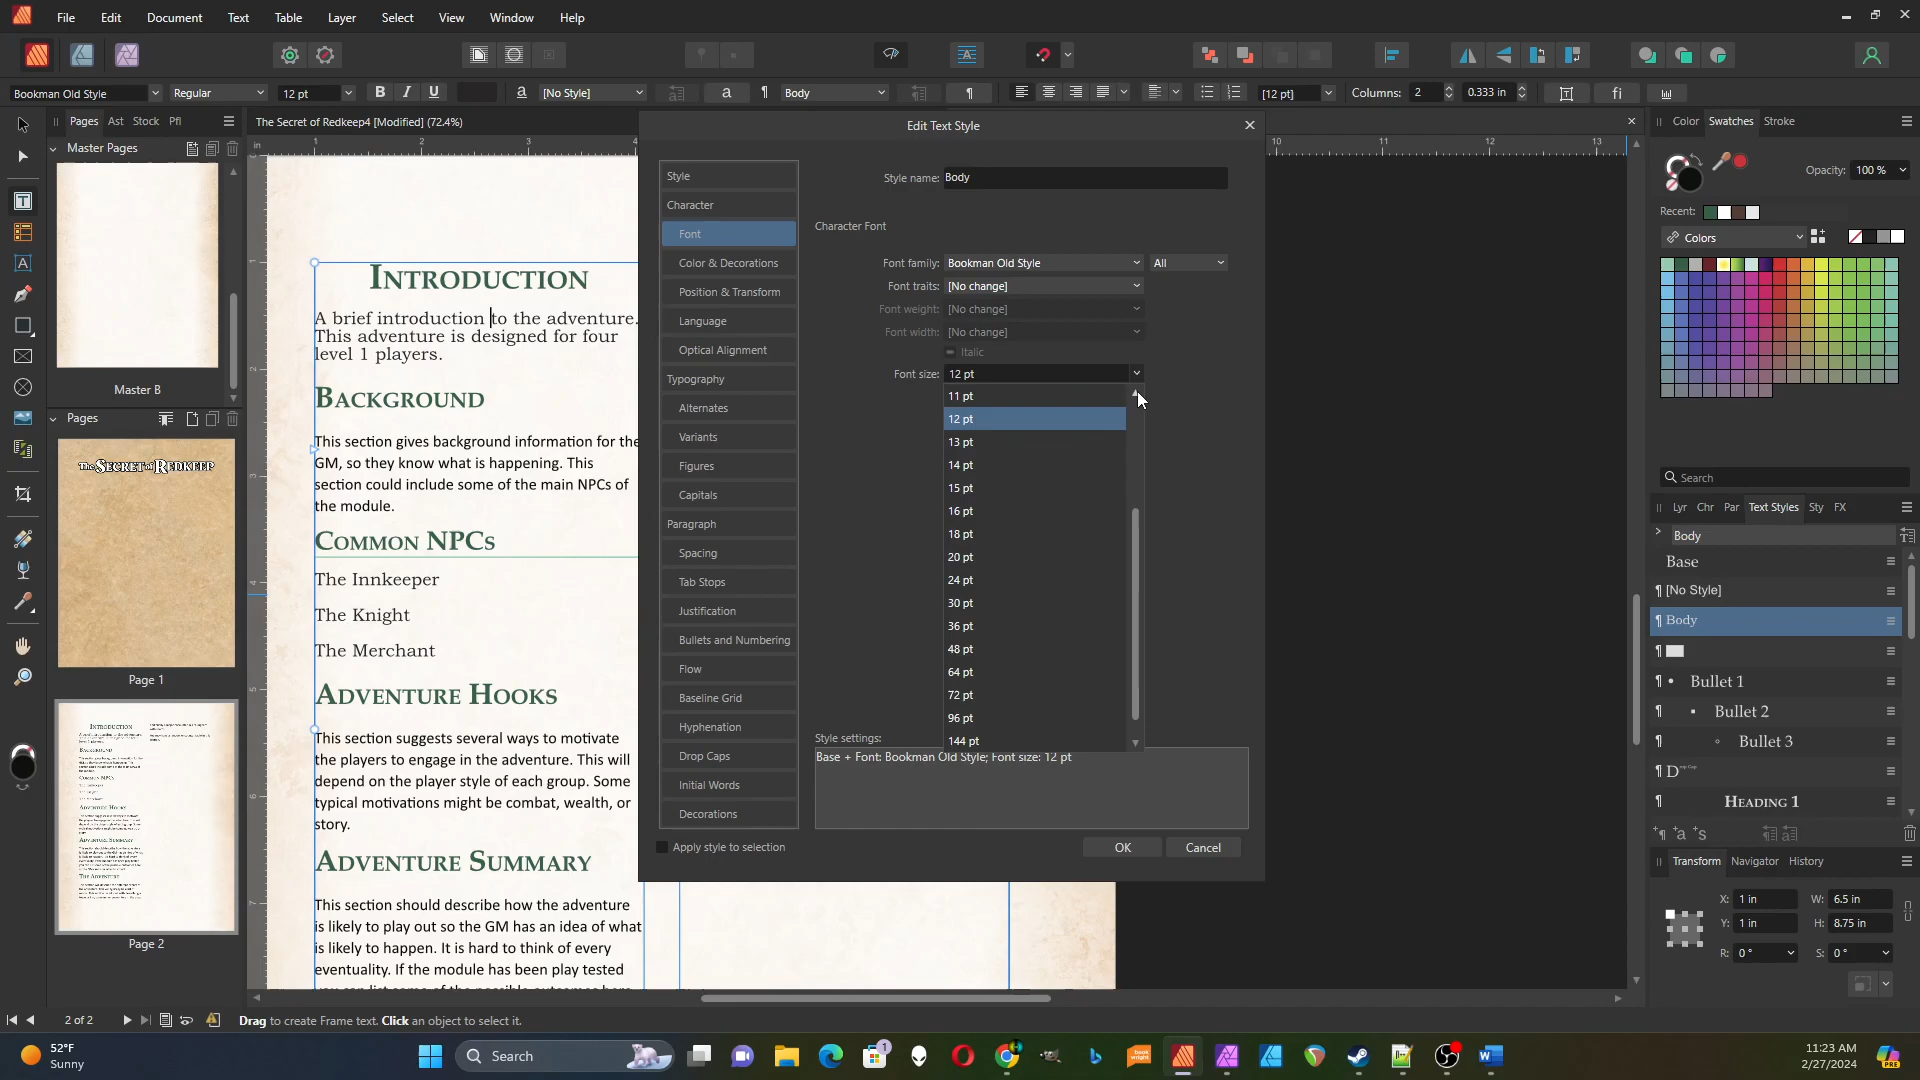 File Edit Document Text Table Layer Select View Window Help
Bookman Old Style Regular 12 pt B I U a [No Style] a ¶ Body ¶ [12 pt] Columns: 2 0.333 in fi
Pages Ast Stock Pfl
Master Pages
Master B
Pages
The Secret of Redkeep
Page 1
Page 2
The Secret of Redkeep4 [Modified] (72.4%)
in 1 2 3 4 10 11 12 13
Introduction
A brief introduction to the adventure.
This adventure is designed for four
level 1 players.
Background
This section gives background information for the
GM, so they know what is happening. This
section could include some of the main NPCs of
the module.
Common NPCs
The Innkeeper
The Knight
The Merchant
Adventure Hooks
This section suggests several ways to motivate
the players to engage in the adventure. This will
depend on the player style of each group. Some
typical motivations might be combat, wealth, or
story.
Adventure Summary
This section should describe how the adventure
is likely to play out so the GM has an idea of what
is likely to happen. It is hard to think of every
eventuality. If the module has been play tested
Edit Text Style
Style
Character
Font
Color & Decorations
Position & Transform
Language
Optical Alignment
Typography
Alternates
Variants
Figures
Capitals
Paragraph
Spacing
Tab Stops
Justification
Bullets and Numbering
Flow
Baseline Grid
Hyphenation
Drop Caps
Initial Words
Decorations
Apply style to selection
Style name: Body
Character Font
Font family: Bookman Old Style All
Font traits: [No change]
Font weight: [No change]
Font width: [No change]
Italic
Font size: 12 pt
11 pt
12 pt
13 pt
14 pt
15 pt
16 pt
18 pt
20 pt
24 pt
30 pt
36 pt
48 pt
64 pt
72 pt
96 pt
144 pt
Style settings:
Base + Font: Bookman Old Style; Font size: 12 pt
OK Cancel
Color Swatches Stroke
Opacity: 100 %
Recent:
Colors
Search
Lyr Chr Par Text Styles Sty FX
Body
Base
¶ [No Style]
¶ Body
¶
¶ • Bullet 1
¶ ▪ Bullet 2
¶ ◦ Bullet 3
¶ Drop Cap
¶ Heading 1
Transform Navigator History
X: 1 in W: 6.5 in
Y: 1 in H: 8.75 in
R: 0 ° S: 0 °
2 of 2 Drag to create Frame text. Click an object to select it.
52°F
Sunny
Search
1
11:23 AM
2/27/2024